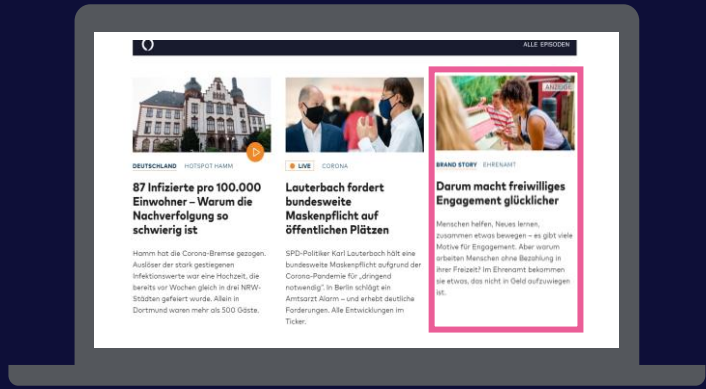 ALLE EPISODEN
DEUTSCHLAND HOTSPOT HAMM
87 Infizierte pro 100.000
Einwohner – Warum die
Nachverfolgung so
schwierig ist
Hamm hat die Corona-Bremse gezogen.
Auslöser der stark gestiegenen
Infektionswerte war eine Hochzeit, die
bereits vor Wochen gleich in drei NRW-
Städten gefeiert wurde. Allein in
Dortmund waren mehr als 500 Gäste.
LIVE CORONA
Lauterbach fordert
bundesweite
Maskenpflicht auf
öffentlichen Plätzen
SPD-Politiker Karl Lauterbach hält eine
bundesweite Maskenpflicht aufgrund der
Corona-Pandemie für „dringend
notwendig“. In Berlin schlägt ein
Amtsarzt Alarm – und erhebt deutliche
Forderungen. Alle Entwicklungen im
Ticker.
ANZEIGE
BRAND STORY EHRENAMT
Darum macht freiwilliges
Engagement glücklicher
Menschen helfen, Neues lernen,
zusammen etwas bewegen – es gibt viele
Motive für Engagement. Aber warum
arbeiten Menschen ohne Bezahlung in
ihrer Freizeit? Im Ehrenamt bekommen
sie etwas, das nicht in Geld aufzuwiegen
ist.